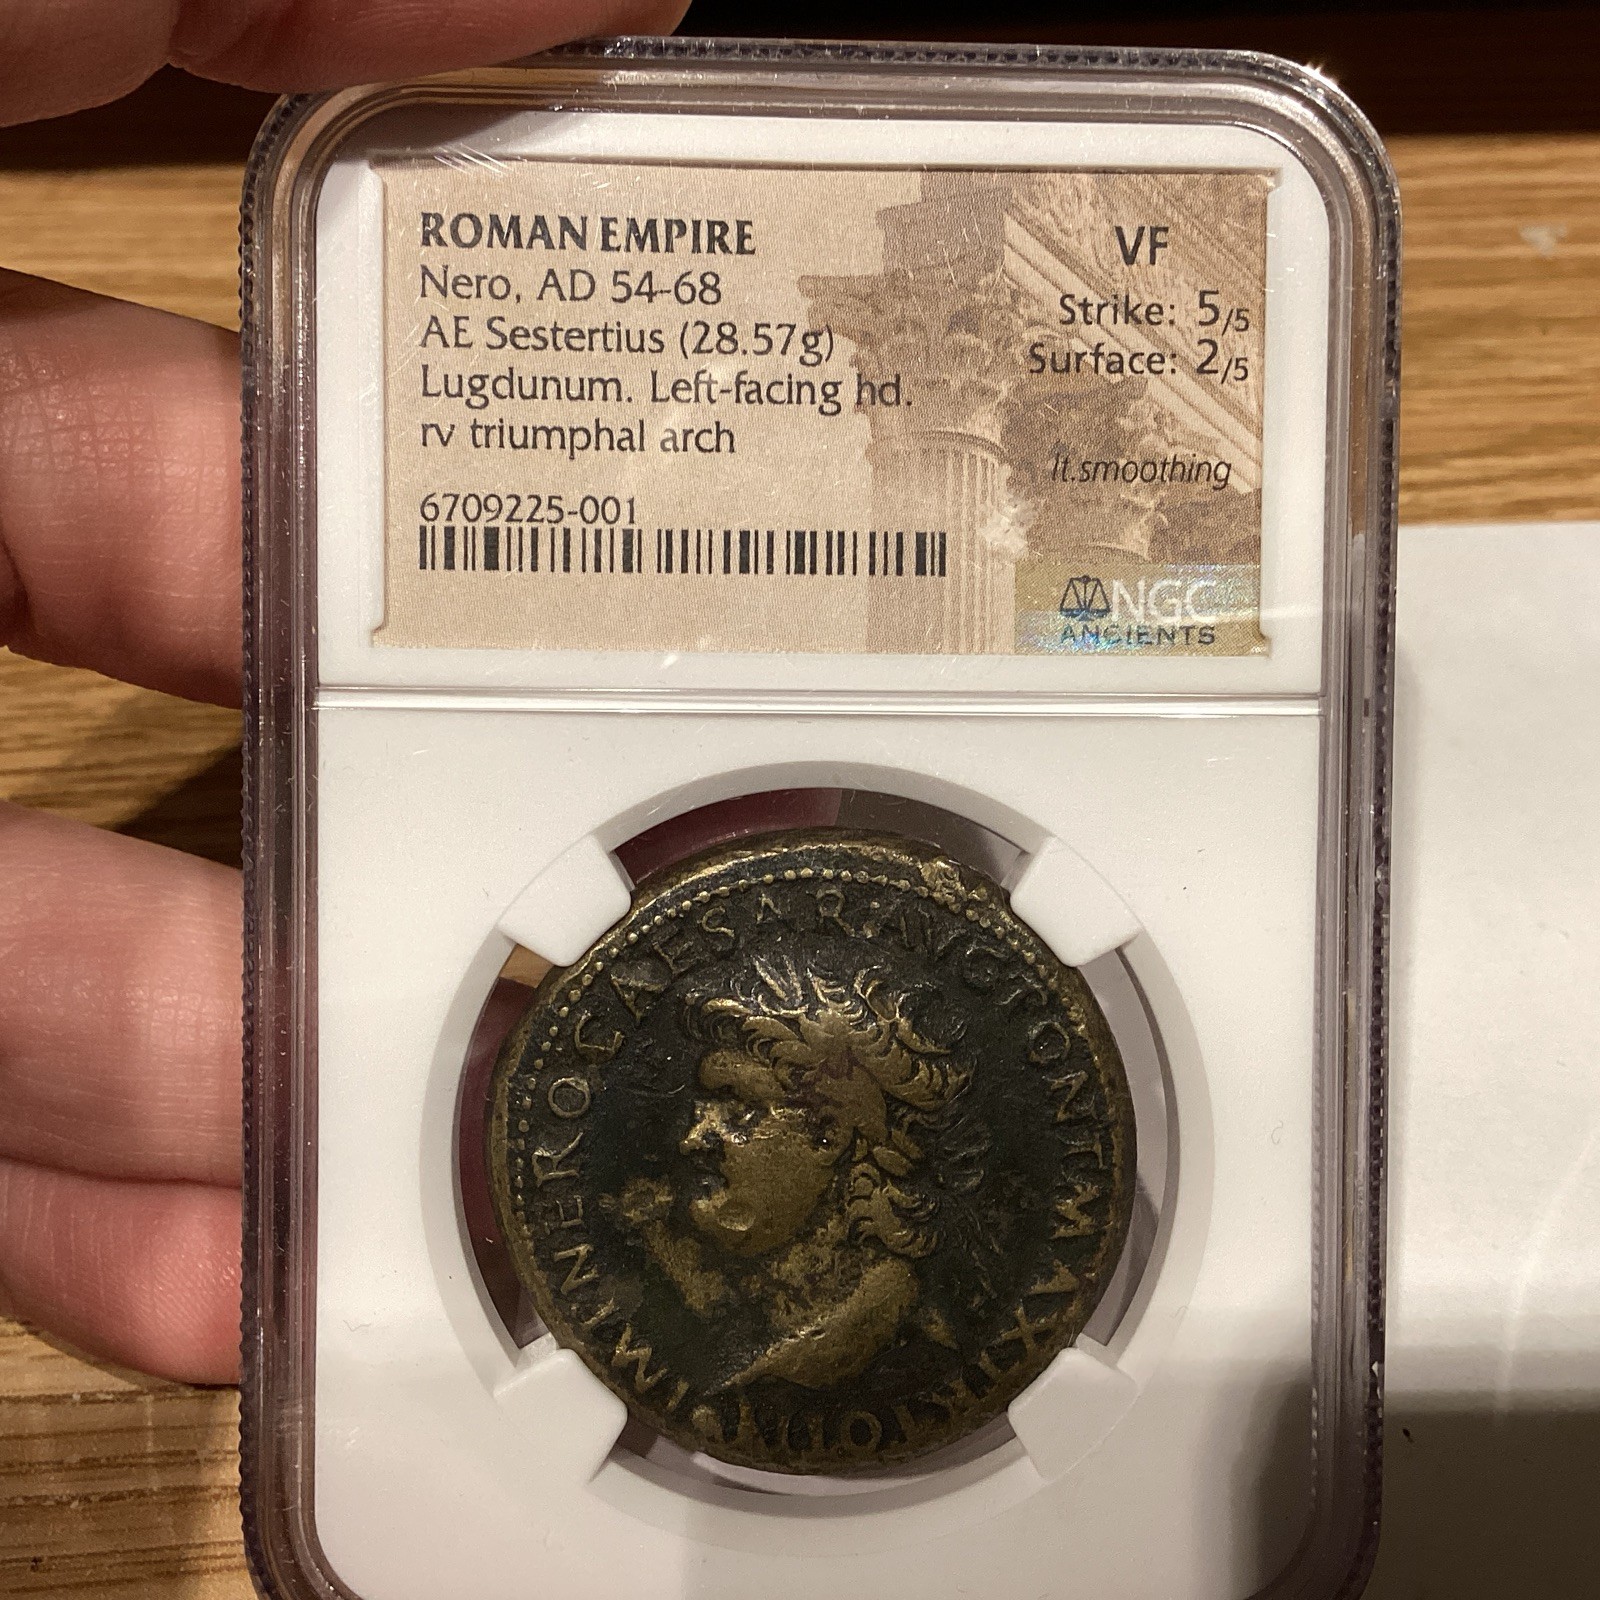 ROMAN EMPIRE
Nero, AD 54-68
AE Sestertius (28.57g)
Lugdunum. Left-facing hd.
rv triumphal arch
6709225-001
VF
Strike: 5/5
Surface: 2/5
lt.smoothing
NGC
ANCIENTS
NERO CAESAR AVG PONT MAX TR POT